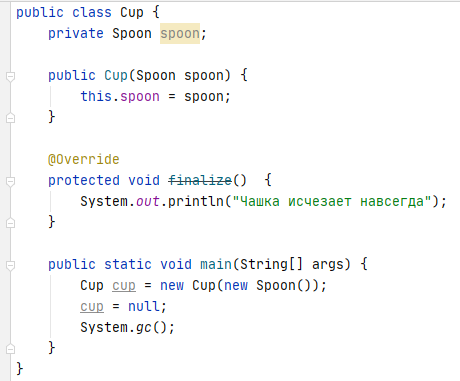 public class Cup {
    private Spoon spoon;

    public Cup(Spoon spoon) {
        this.spoon = spoon;
    }

    @Override
    protected void finalize()  {
        System.out.println("Чашка исчезает навсегда");
    }

    public static void main(String[] args) {
        Cup cup = new Cup(new Spoon());
        cup = null;
        System.gc();
    }
}